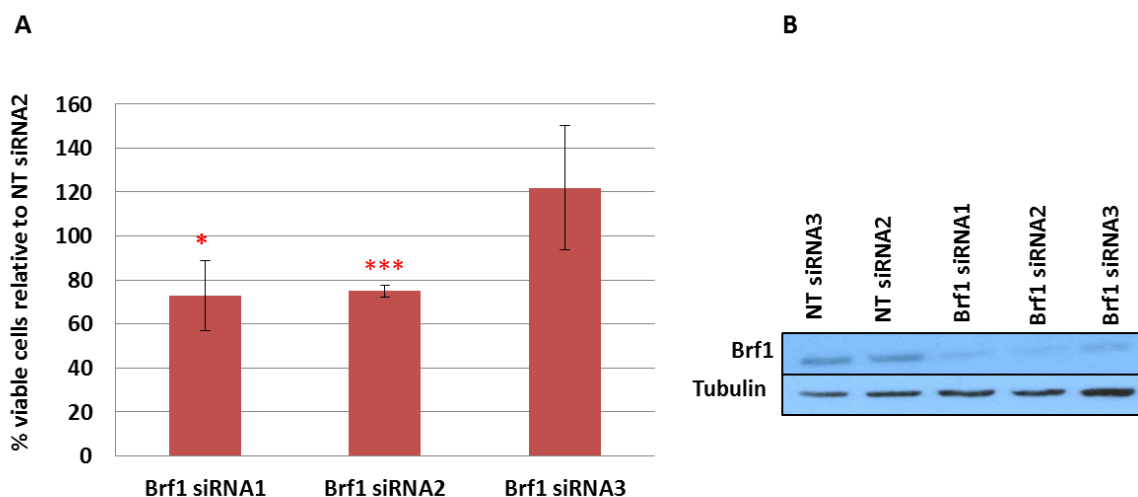 A
B
% viable cells relative to NT siRNA2
160
140
120
100
80
60
40
20
0
*
***
Brf1 siRNA1
Brf1 siRNA2
Brf1 siRNA3
NT siRNA3
NT siRNA2
Brf1 siRNA1
Brf1 siRNA2
Brf1 siRNA3
Brf1
Tubulin